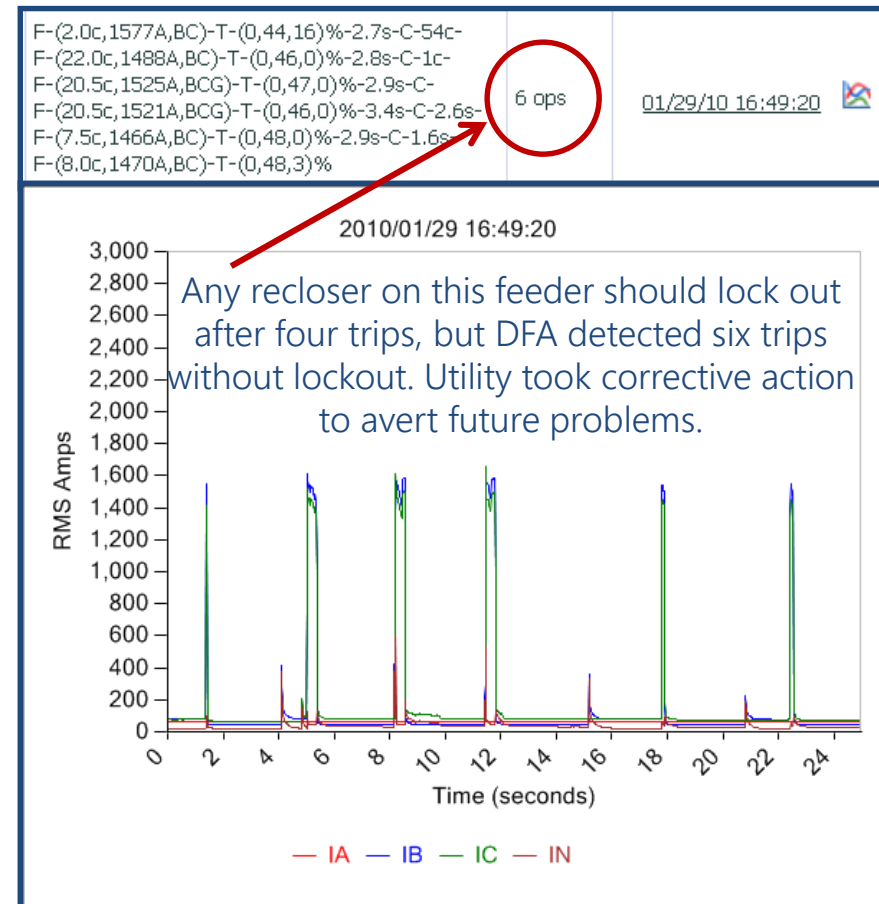 F-(2.0c,1577A,BC)-T-(0,44,16)%-2.7s-C-54c-
F-(22.0c,1488A,BC)-T-(0,46,0)%-2.8s-C-1c-
F-(20.5c,1525A,BCG)-T-(0,47,0)%-2.9s-C-
F-(20.5c,1521A,BCG)-T-(0,46,0)%-3.4s-C-2.6s-
F-(7.5c,1466A,BC)-T-(0,48,0)%-2.9s-C-1.6s-
F-(8.0c,1470A,BC)-T-(0,48,3)%
6 ops
01/29/10 16:49:20
2010/01/29 16:49:20
Any recloser on this feeder should lock out
after four trips, but DFA detected six trips
without lockout. Utility took corrective action
to avert future problems.
RMS Amps
3,000
2,800
2,600
2,400
2,200
2,000
1,800
1,600
1,400
1,200
1,000
800
600
400
200
0
0 2 4 6 8 10 12 14 16 18 20 22 24
Time (seconds)
IA IB IC IN